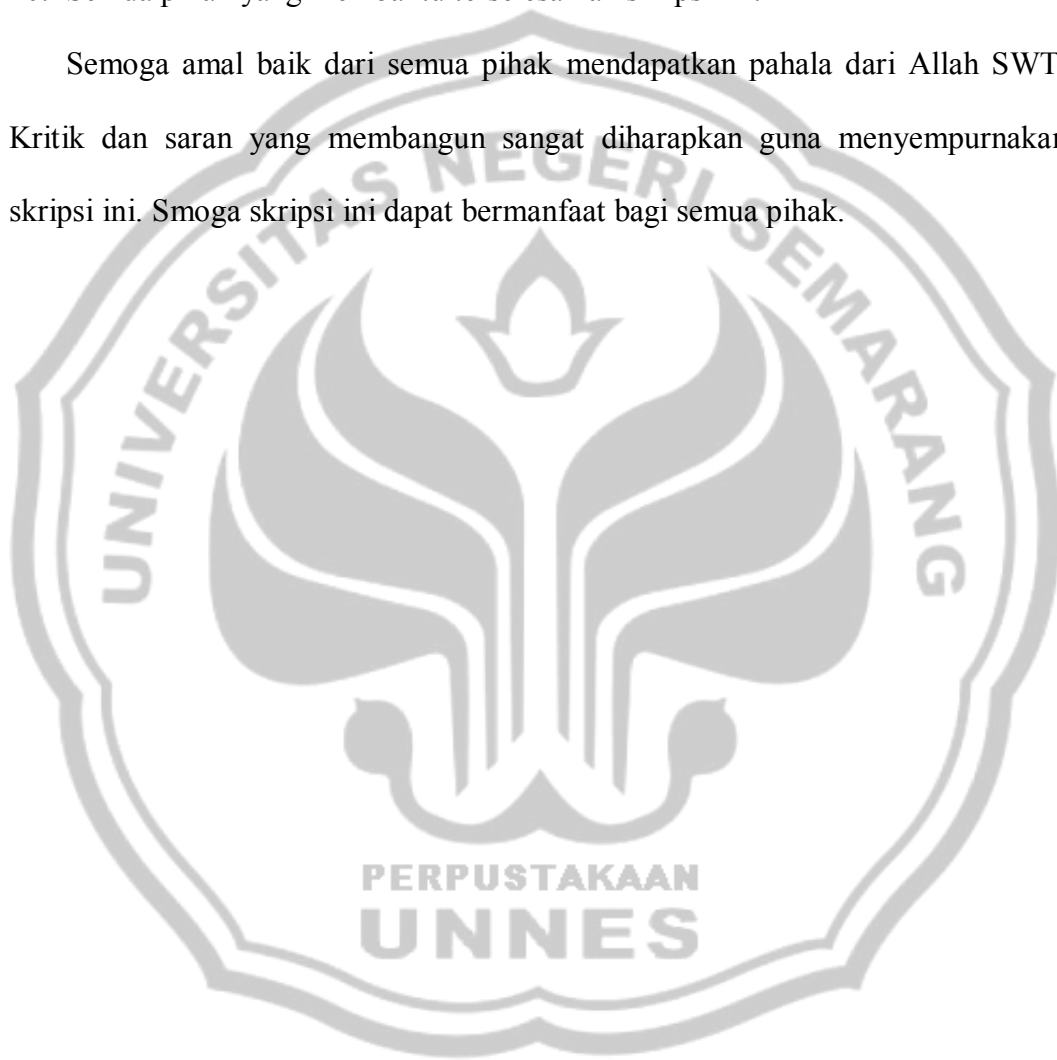 Semoga amal baik dari semua pihak mendapatkan pahala dari Allah SWT
Kritik dan saran yang membangun sangat diharapkan guna menyempurnakan
skripsi ini. Smoga skripsi ini dapat bermanfaat bagi semua pihak.
UNIVERSITAS NEGERI SEMARANG
PERPUSTAKAAN
UNNES